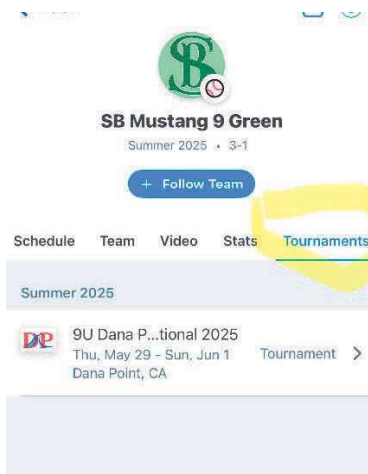 SB
SB Mustang 9 Green
Summer 2025 • 3-1
+ Follow Team
Schedule Team Video Stats Tournaments
Summer 2025
DP 9U Dana P...tional 2025
Thu, May 29 - Sun, Jun 1 Tournament >
Dana Point, CA